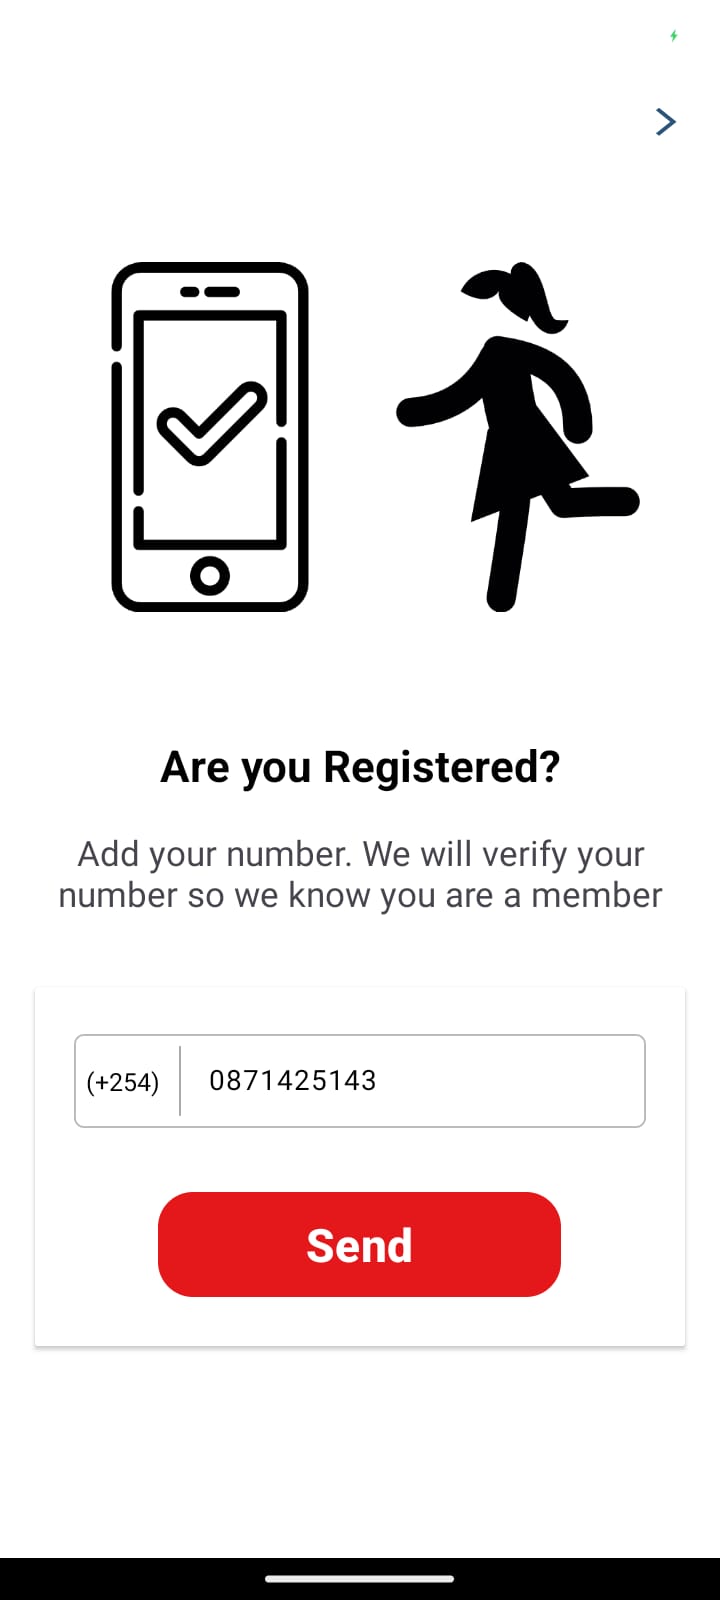 Are you Registered?
Add your number. We will verify your
number so we know you are a member
(+254) 0871425143
Send